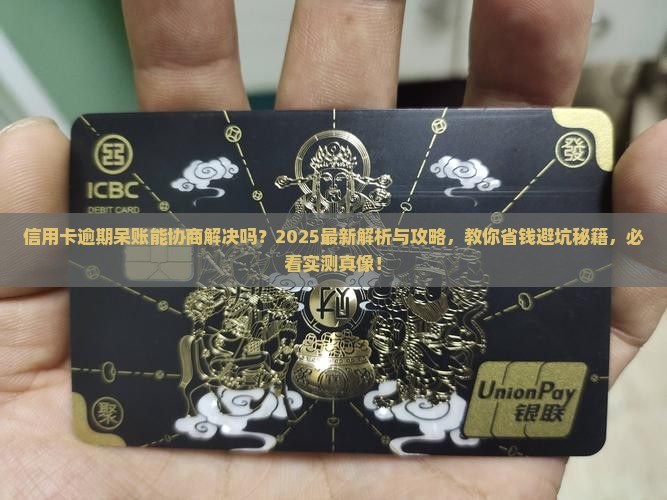 ICBC
發
DEBIT CARD
信用卡逾期呆账能协商解决吗？2025最新解析与攻略，教你省钱避坑秘籍，必
看实测真像！
财
UnionPay
银联
聚